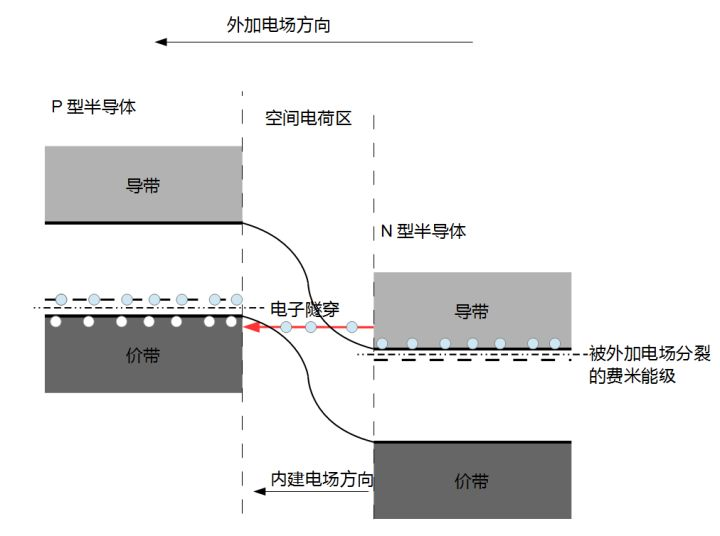 外加电场方向
P 型半导体
空间电荷区
导带
N 型半导体
电子隧穿
导带
价带
被外加电场分裂
的费米能级
内建电场方向
价带